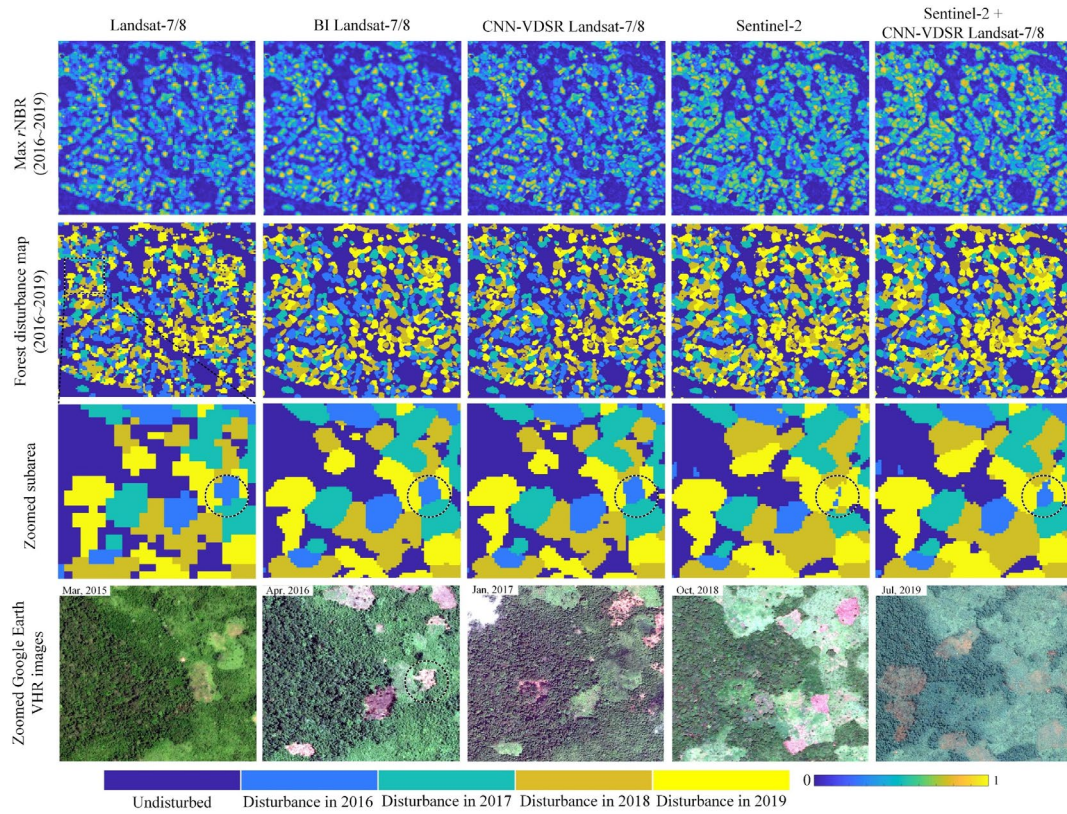 Landsat-7/8
BI Landsat-7/8
CNN-VDSR Landsat-7/8
Sentinel-2
Sentinel-2 +
CNN-VDSR Landsat-7/8
Max rNBR
(2016~2019)
Forest disturbance map
(2016~2019)
Zoomed subarea
Zoomed Google Earth
VHR images
Mar, 2015
Apr, 2016
Jan, 2017
Oct, 2018
Jul, 2019
Undisturbed
Disturbance in 2016
Disturbance in 2017
Disturbance in 2018
Disturbance in 2019
0
1